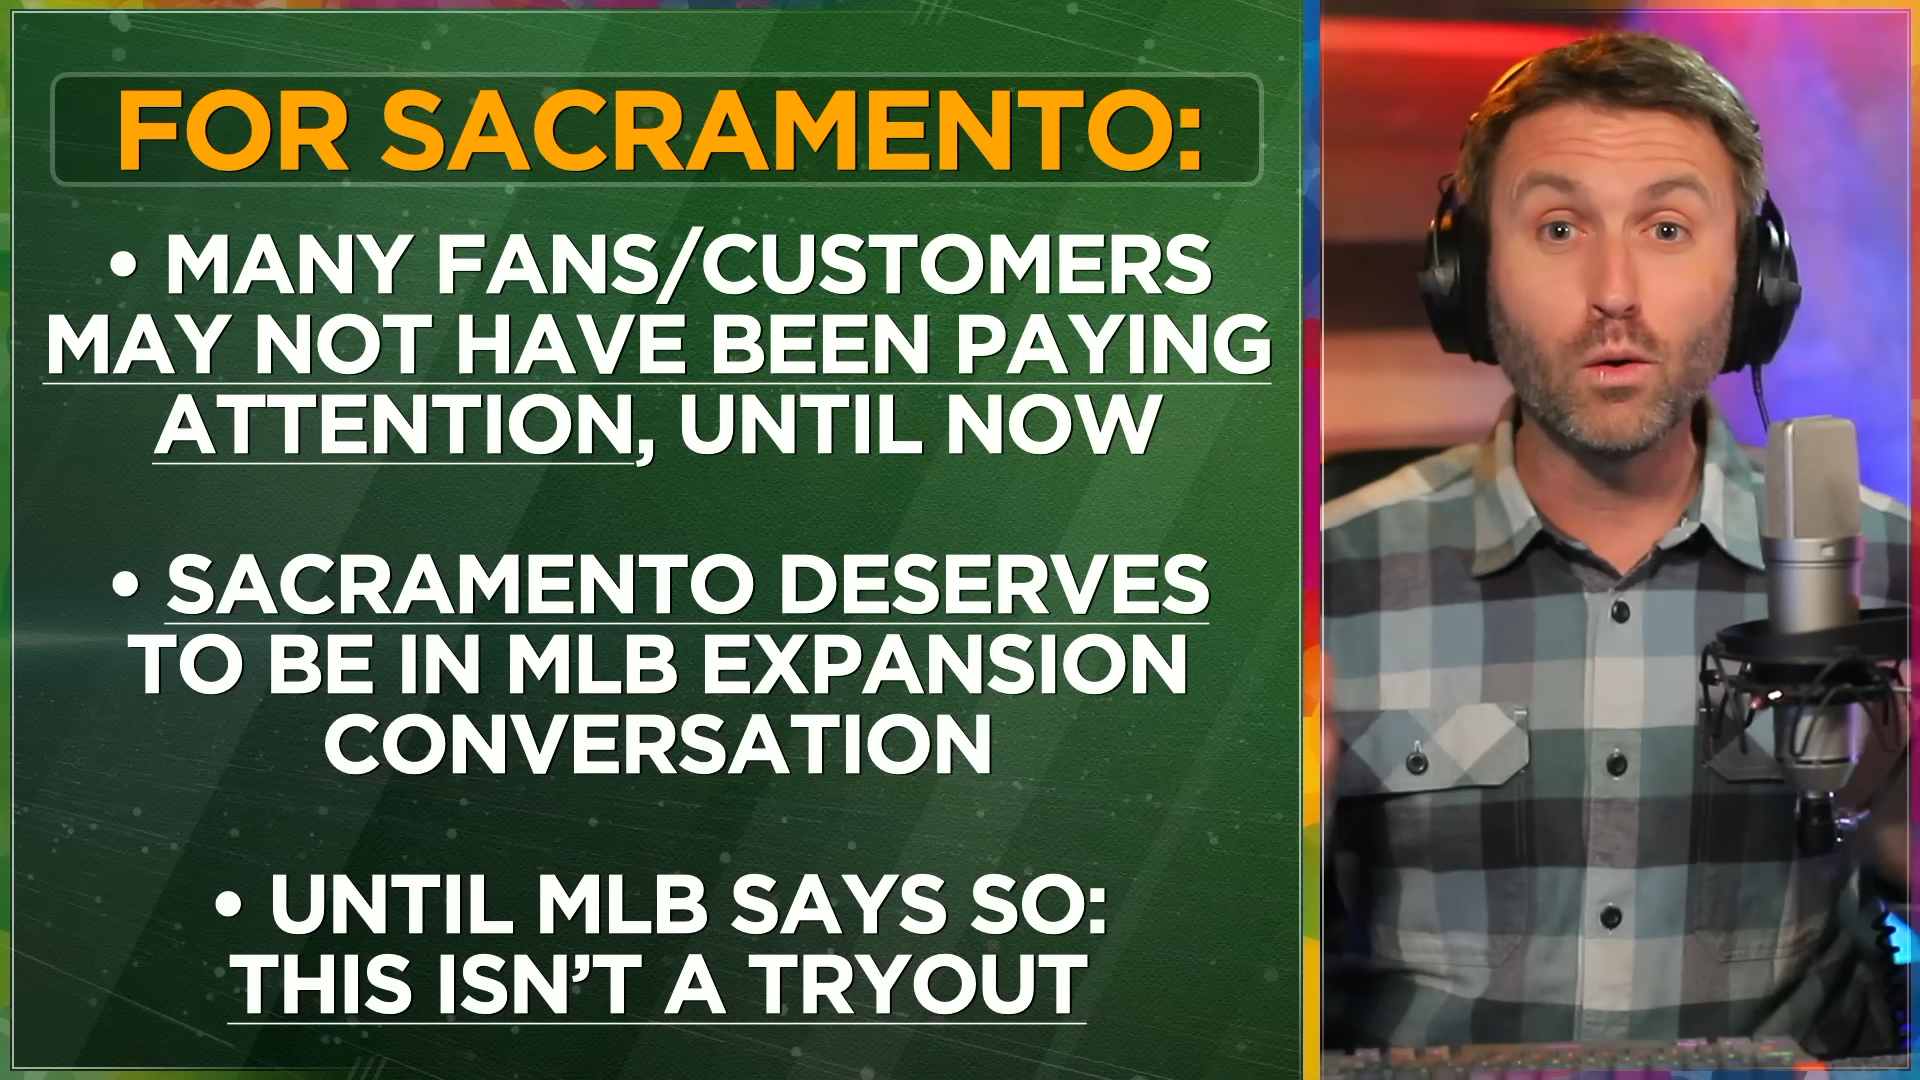 FOR SACRAMENTO:
• MANY FANS/CUSTOMERS
MAY NOT HAVE BEEN PAYING
ATTENTION, UNTIL NOW
• SACRAMENTO DESERVES
TO BE IN MLB EXPANSION
CONVERSATION
• UNTIL MLB SAYS SO:
THIS ISN’T A TRYOUT